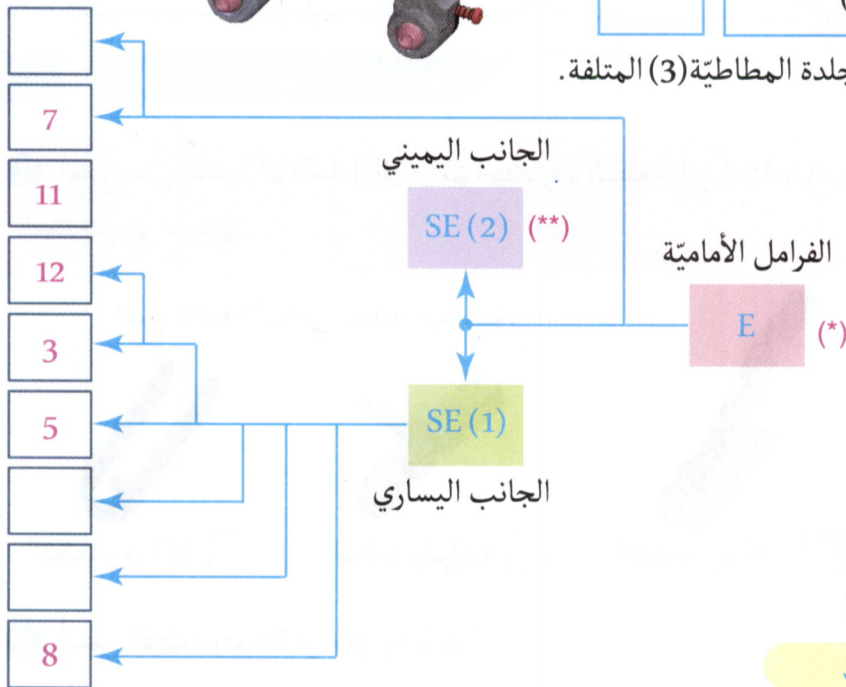 جلدة المطاطيّة (3) المتلفة.
7
11
12
3
5
8
الجانب اليميني
SE (2) (**)
الفرامل الأماميّة
E (*)
SE (1)
الجانب اليساري